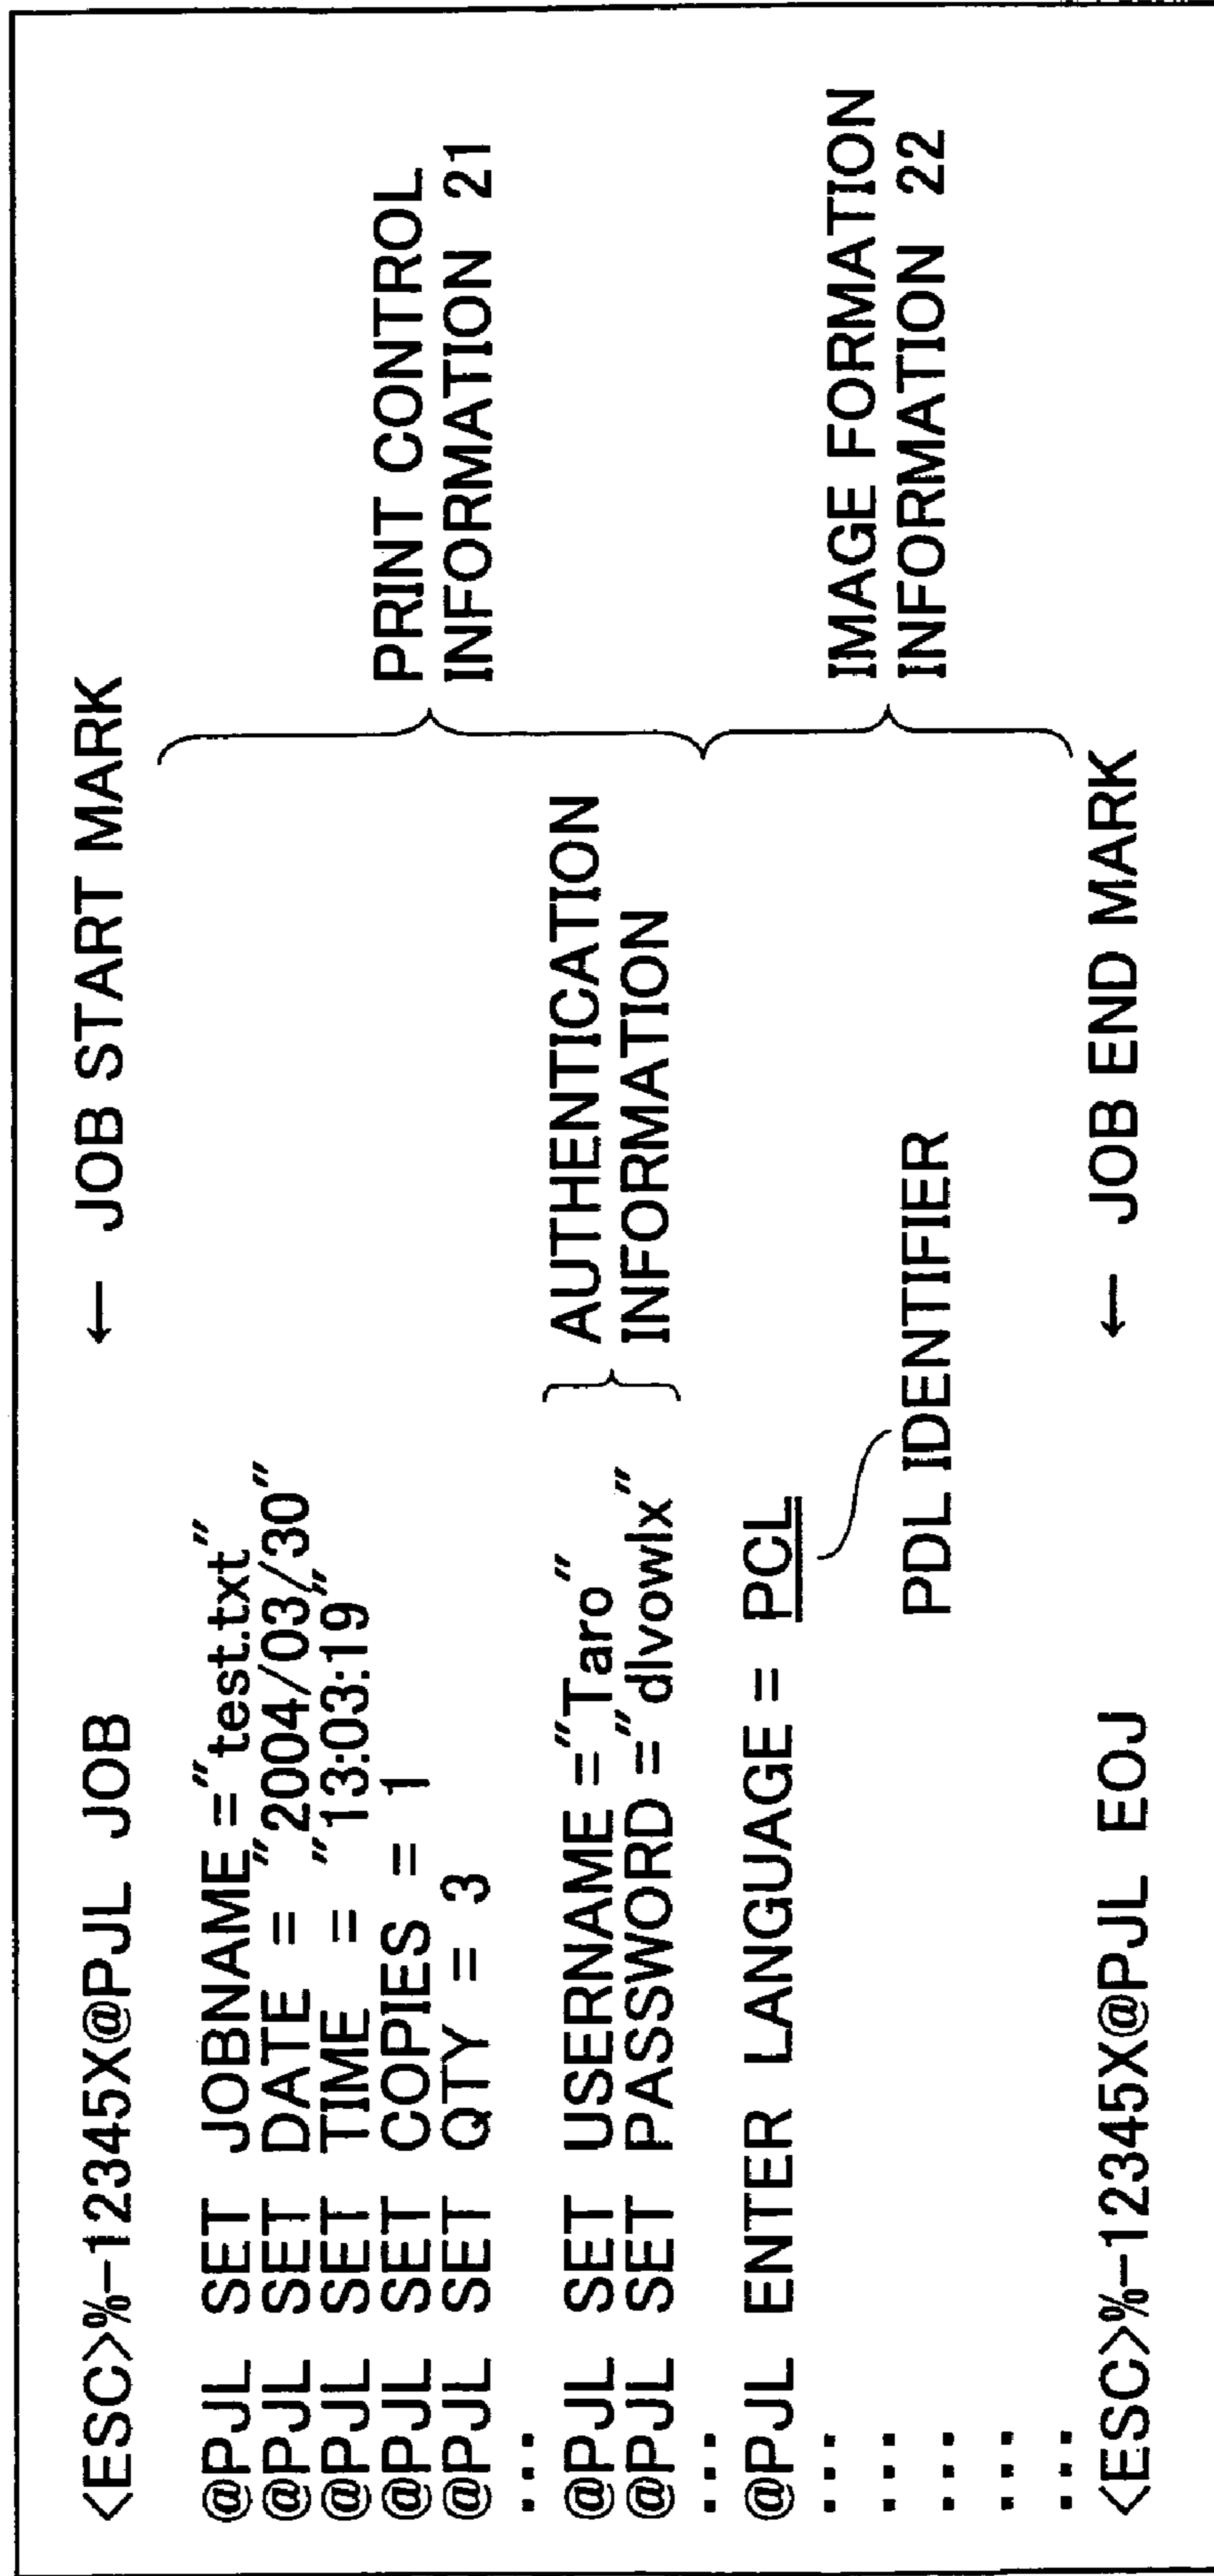 <ESC>%-12345X@PJL JOB ← JOB START MARK
@PJL SET JOBNAME ="test.txt"
@PJL SET DATE = "2004/03/30"
@PJL SET TIME = "13:03:19"
@PJL SET COPIES = 1
@PJL SET QTY = 3
PRINT CONTROL
INFORMATION 21
...
@PJL SET USERNAME ="Taro"
@PJL SET PASSWORD ="dlvowlx"
AUTHENTICATION
INFORMATION
...
@PJL ENTER LANGUAGE = PCL
...
...
PDL IDENTIFIER
IMAGE FORMATION
INFORMATION 22
...
...
...
<ESC>%-12345X@PJL EOJ ← JOB END MARK